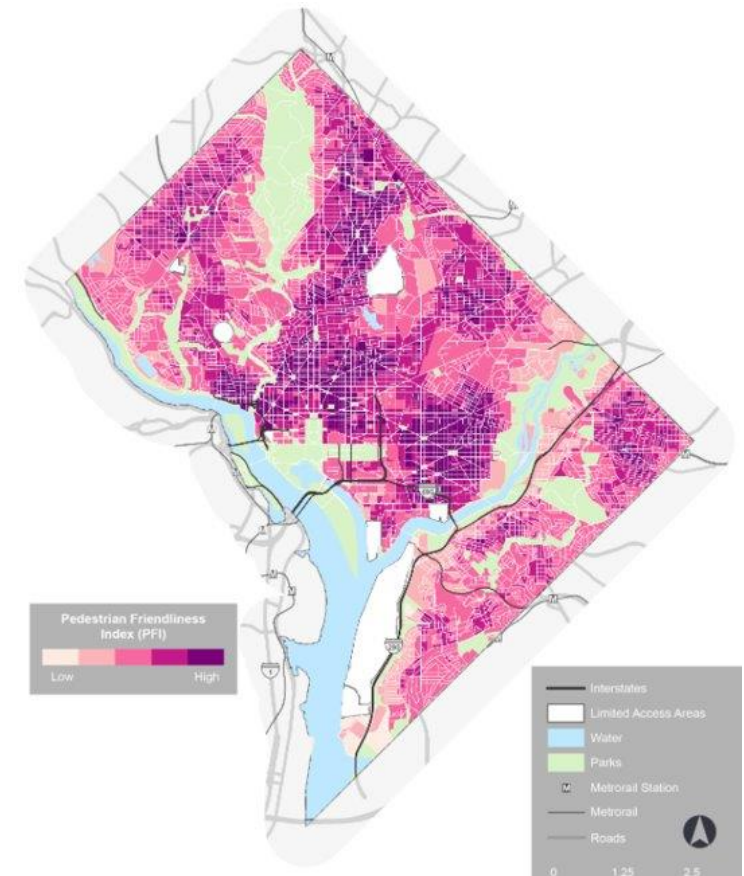 Pedestrian Friendliness
Index (PFI)
Low
High
Interstates
Limited Access Areas
Water
Parks
M
Metrorail Station
Metrorail
Roads
0
1.25
2.5